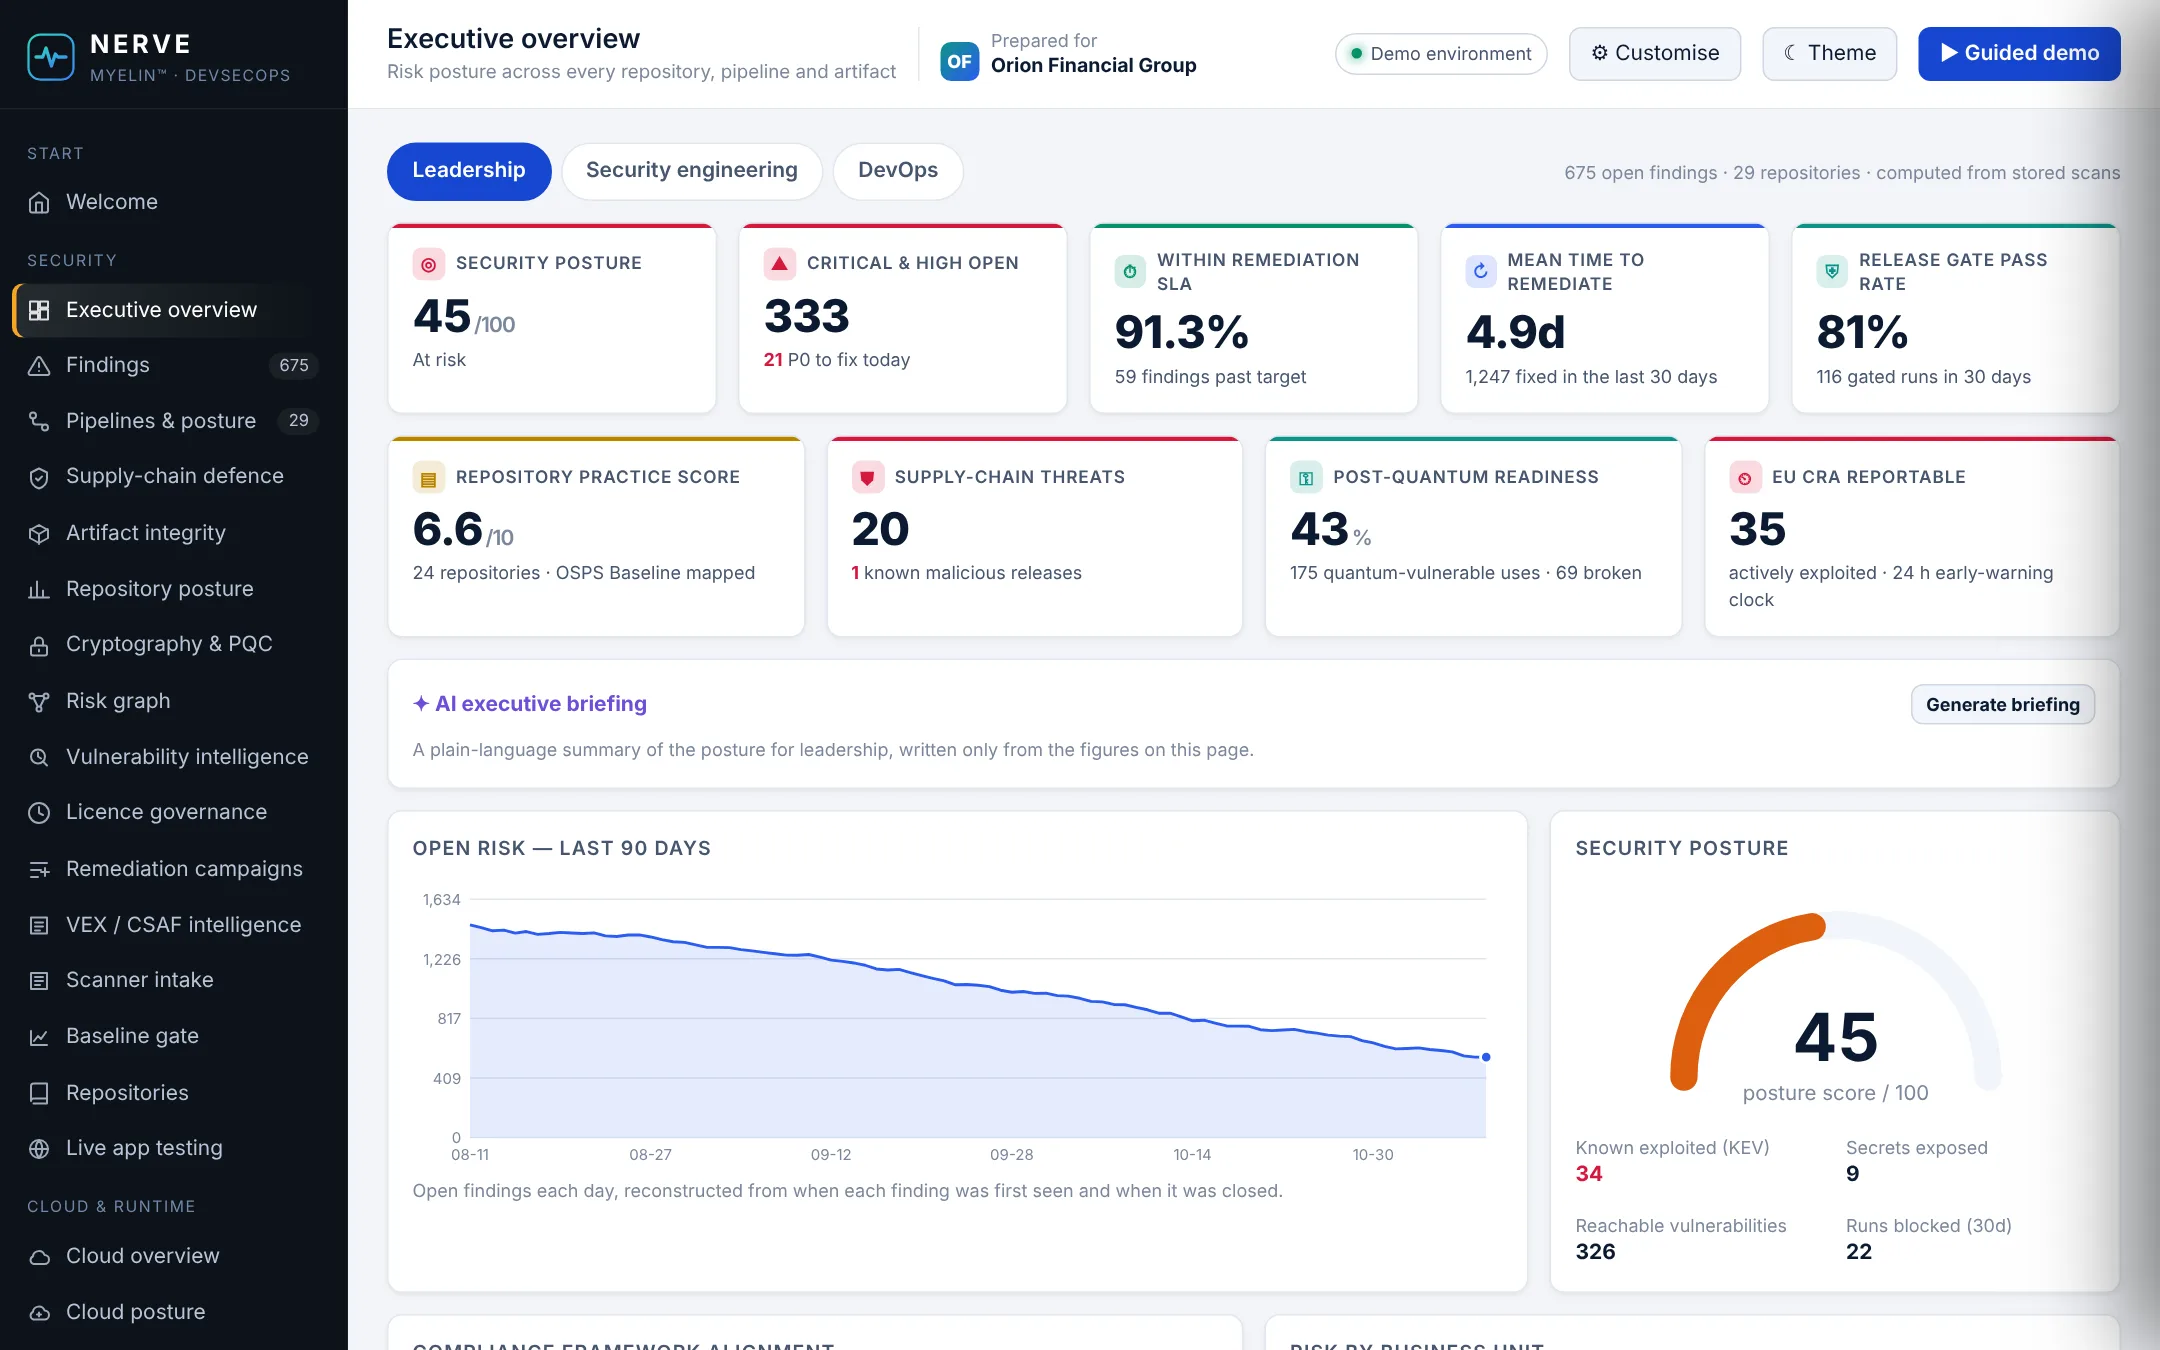 NERVE
MYELIN™ · DEVSECOPS
START
Welcome
SECURITY
Executive overview
Findings 675
Pipelines & posture 29
Supply-chain defence
Artifact integrity
Repository posture
Cryptography & PQC
Risk graph
Vulnerability intelligence
Licence governance
Remediation campaigns
VEX / CSAF intelligence
Scanner intake
Baseline gate
Repositories
Live app testing
CLOUD & RUNTIME
Cloud overview
Cloud posture
Executive overview
Risk posture across every repository, pipeline and artifact
OF
Prepared for
Orion Financial Group
Demo environment
Customise
Theme
Guided demo
Leadership
Security engineering
DevOps
675 open findings · 29 repositories · computed from stored scans
SECURITY POSTURE
45/100
At risk
CRITICAL & HIGH OPEN
333
21 P0 to fix today
WITHIN REMEDIATION
SLA
91.3%
59 findings past target
MEAN TIME TO
REMEDIATE
4.9d
1,247 fixed in the last 30 days
RELEASE GATE PASS
RATE
81%
116 gated runs in 30 days
REPOSITORY PRACTICE SCORE
6.6/10
24 repositories · OSPS Baseline mapped
SUPPLY-CHAIN THREATS
20
1 known malicious releases
POST-QUANTUM READINESS
43%
175 quantum-vulnerable uses · 69 broken
EU CRA REPORTABLE
35
actively exploited · 24 h early-warning
clock
AI executive briefing
Generate briefing
A plain-language summary of the posture for leadership, written only from the figures on this page.
OPEN RISK — LAST 90 DAYS
1,634
1,226
817
409
0
08-11 08-27 09-12 09-28 10-14 10-30
Open findings each day, reconstructed from when each finding was first seen and when it was closed.
SECURITY POSTURE
45
posture score / 100
Known exploited (KEV)
34
Secrets exposed
9
Reachable vulnerabilities
326
Runs blocked (30d)
22
COMPLIANCE FRAMEWORK ALIGNMENT
RISK BY BUSINESS UNIT